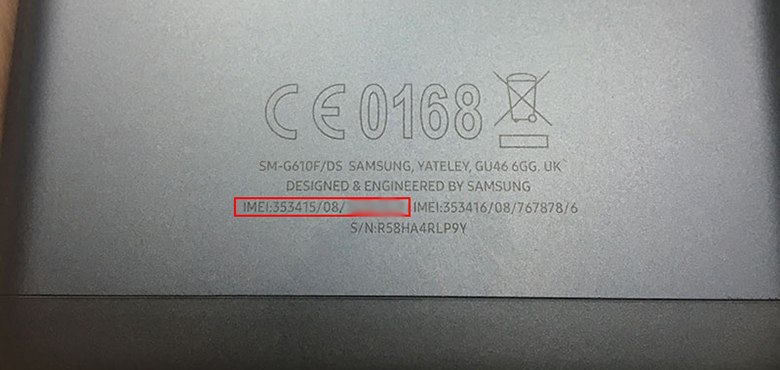 CE 0168
SM-G610F/DS SAMSUNG, YATELEY, GU46 6GG. UK
DESIGNED & ENGINEERED BY SAMSUNG
IMEI:353415/08/ IMEI:353416/08/767878/6
S/N:R58HA4RLP9Y